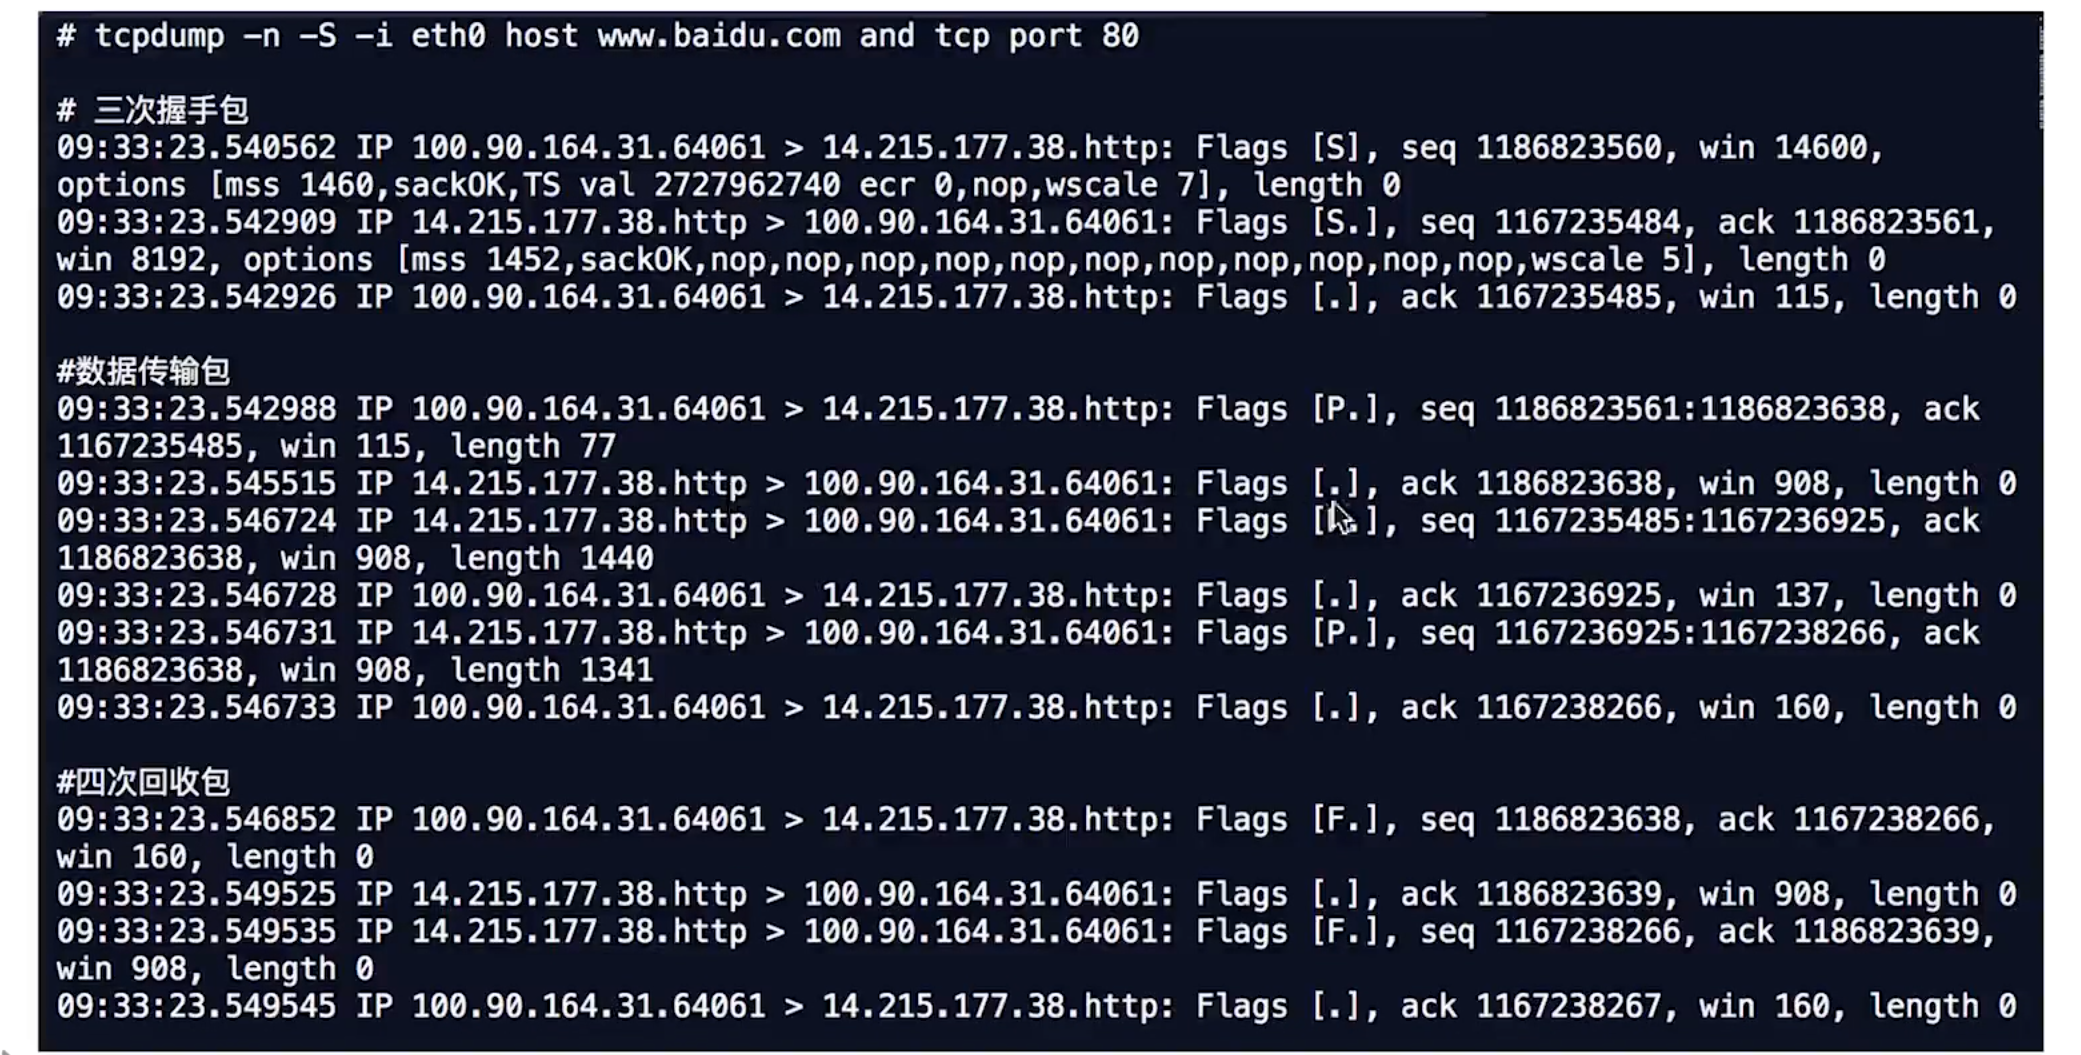 # tcpdump –n –S –i eth0 host www.baidu.com and tcp port 80
# 三次握手包
09:33:23.540562 IP 100.90.164.31.64061 > 14.215.177.38.http: Flags [S], seq 1186823560, win 14600,
options [mss 1460,sackOK,TS val 2727962740 ecr 0,nop,wscale 7], length 0
09:33:23.542909 IP 14.215.177.38.http > 100.90.164.31.64061: Flags [S.], seq 1167235484, ack 1186823561,
win 8192, options [mss 1452,sackOK,nop,nop,nop,nop,nop,nop,nop,nop,nop,nop,nop,wscale 5], length 0
09:33:23.542926 IP 100.90.164.31.64061 > 14.215.177.38.http: Flags [.], ack 1167235485, win 115, length 0
#数据传输包
09:33:23.542988 IP 100.90.164.31.64061 > 14.215.177.38.http: Flags [P.], seq 1186823561:1186823638, ack
1167235485, win 115, length 77
09:33:23.545515 IP 14.215.177.38.http > 100.90.164.31.64061: Flags [.], ack 1186823638, win 908, length 0
09:33:23.546724 IP 14.215.177.38.http > 100.90.164.31.64061: Flags seq 1167235485:1167236925, ack
1186823638, win 908, length 1440
09:33:23.546728 IP 100.90.164.31.64061 > 14.215.177.38.http: Flags [.], ack 1167236925, win 137, length 0
09:33:23.546731 IP 14.215.177.38.http > 100.90.164.31.64061: Flags [P.], seq 1167236925:1167238266, ack
1186823638, win 908, length 1341
09:33:23.546733 IP 100.90.164.31.64061 > 14.215.177.38.http: Flags [.], ack 1167238266, win 160, length 0
#四次回收包
09:33:23.546852 IP 100.90.164.31.64061 > 14.215.177.38.http: Flags [F.], seq 1186823638, ack 1167238266,
win 160, length 0
09:33:23.549525 IP 14.215.177.38.http > 100.90.164.31.64061: Flags [.], ack 1186823639, win 908, length 0
09:33:23.549535 IP 14.215.177.38.http > 100.90.164.31.64061: Flags [F.], seq 1167238266, ack 1186823639,
win 908, length 0
09:33:23.549545 IP 100.90.164.31.64061 > 14.215.177.38.http: Flags [.], ack 1167238267, win 160, length 0